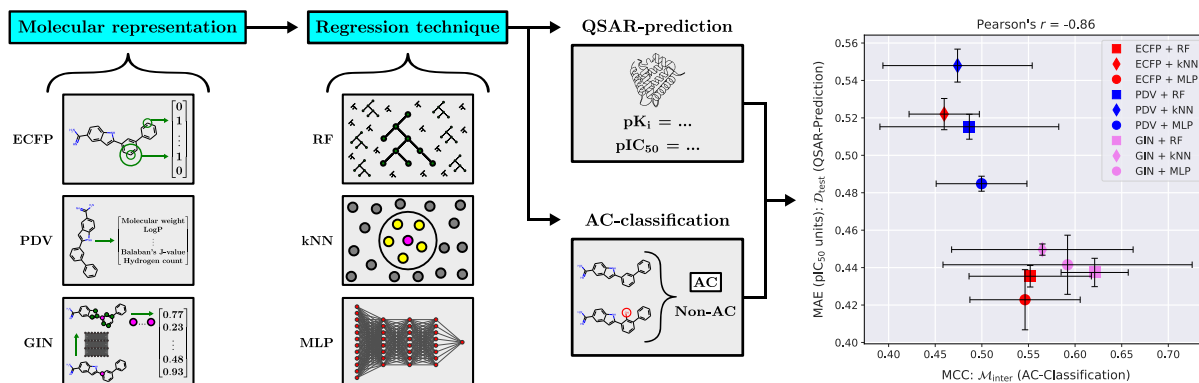 Molecular representation
Regression technique
QSAR-prediction
AC-classification
ECFP
0
1
⋮
⋮
1
0
PDV
Molecular weight
LogP
⋮
Balaban's J-value
Hydrogen count
GIN
0.77
0.23
⋮
0.48
0.93
RF
kNN
MLP
pKi = ...
pIC50 = ...
AC
Non-AC
Pearson's r = -0.86
MAE (pIC50 units): Dtest (QSAR-Prediction)
0.56
0.54
0.52
0.50
0.48
0.46
0.44
0.42
0.40
ECFP + RF
ECFP + kNN
ECFP + MLP
PDV + RF
PDV + kNN
PDV + MLP
GIN + RF
GIN + kNN
GIN + MLP
0.40 0.45 0.50 0.55 0.60 0.65 0.70
MCC: Minter (AC-Classification)